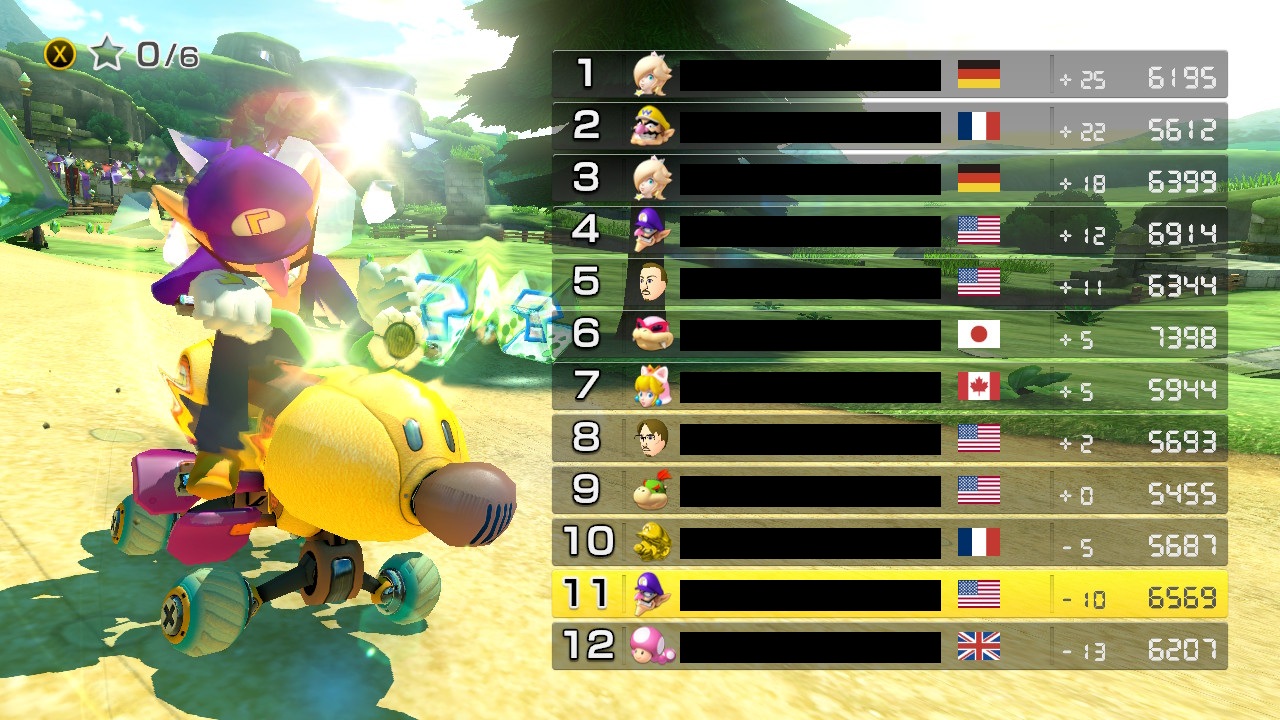 X 0/6
1 + 25 6195
2 + 22 5612
3 + 18 6399
4 + 12 6914
5 + 11 6344
6 + 5 7398
7 + 5 5944
8 + 2 5693
9 + 0 5455
10 - 5 5687
11 - 10 6569
12 - 13 6207